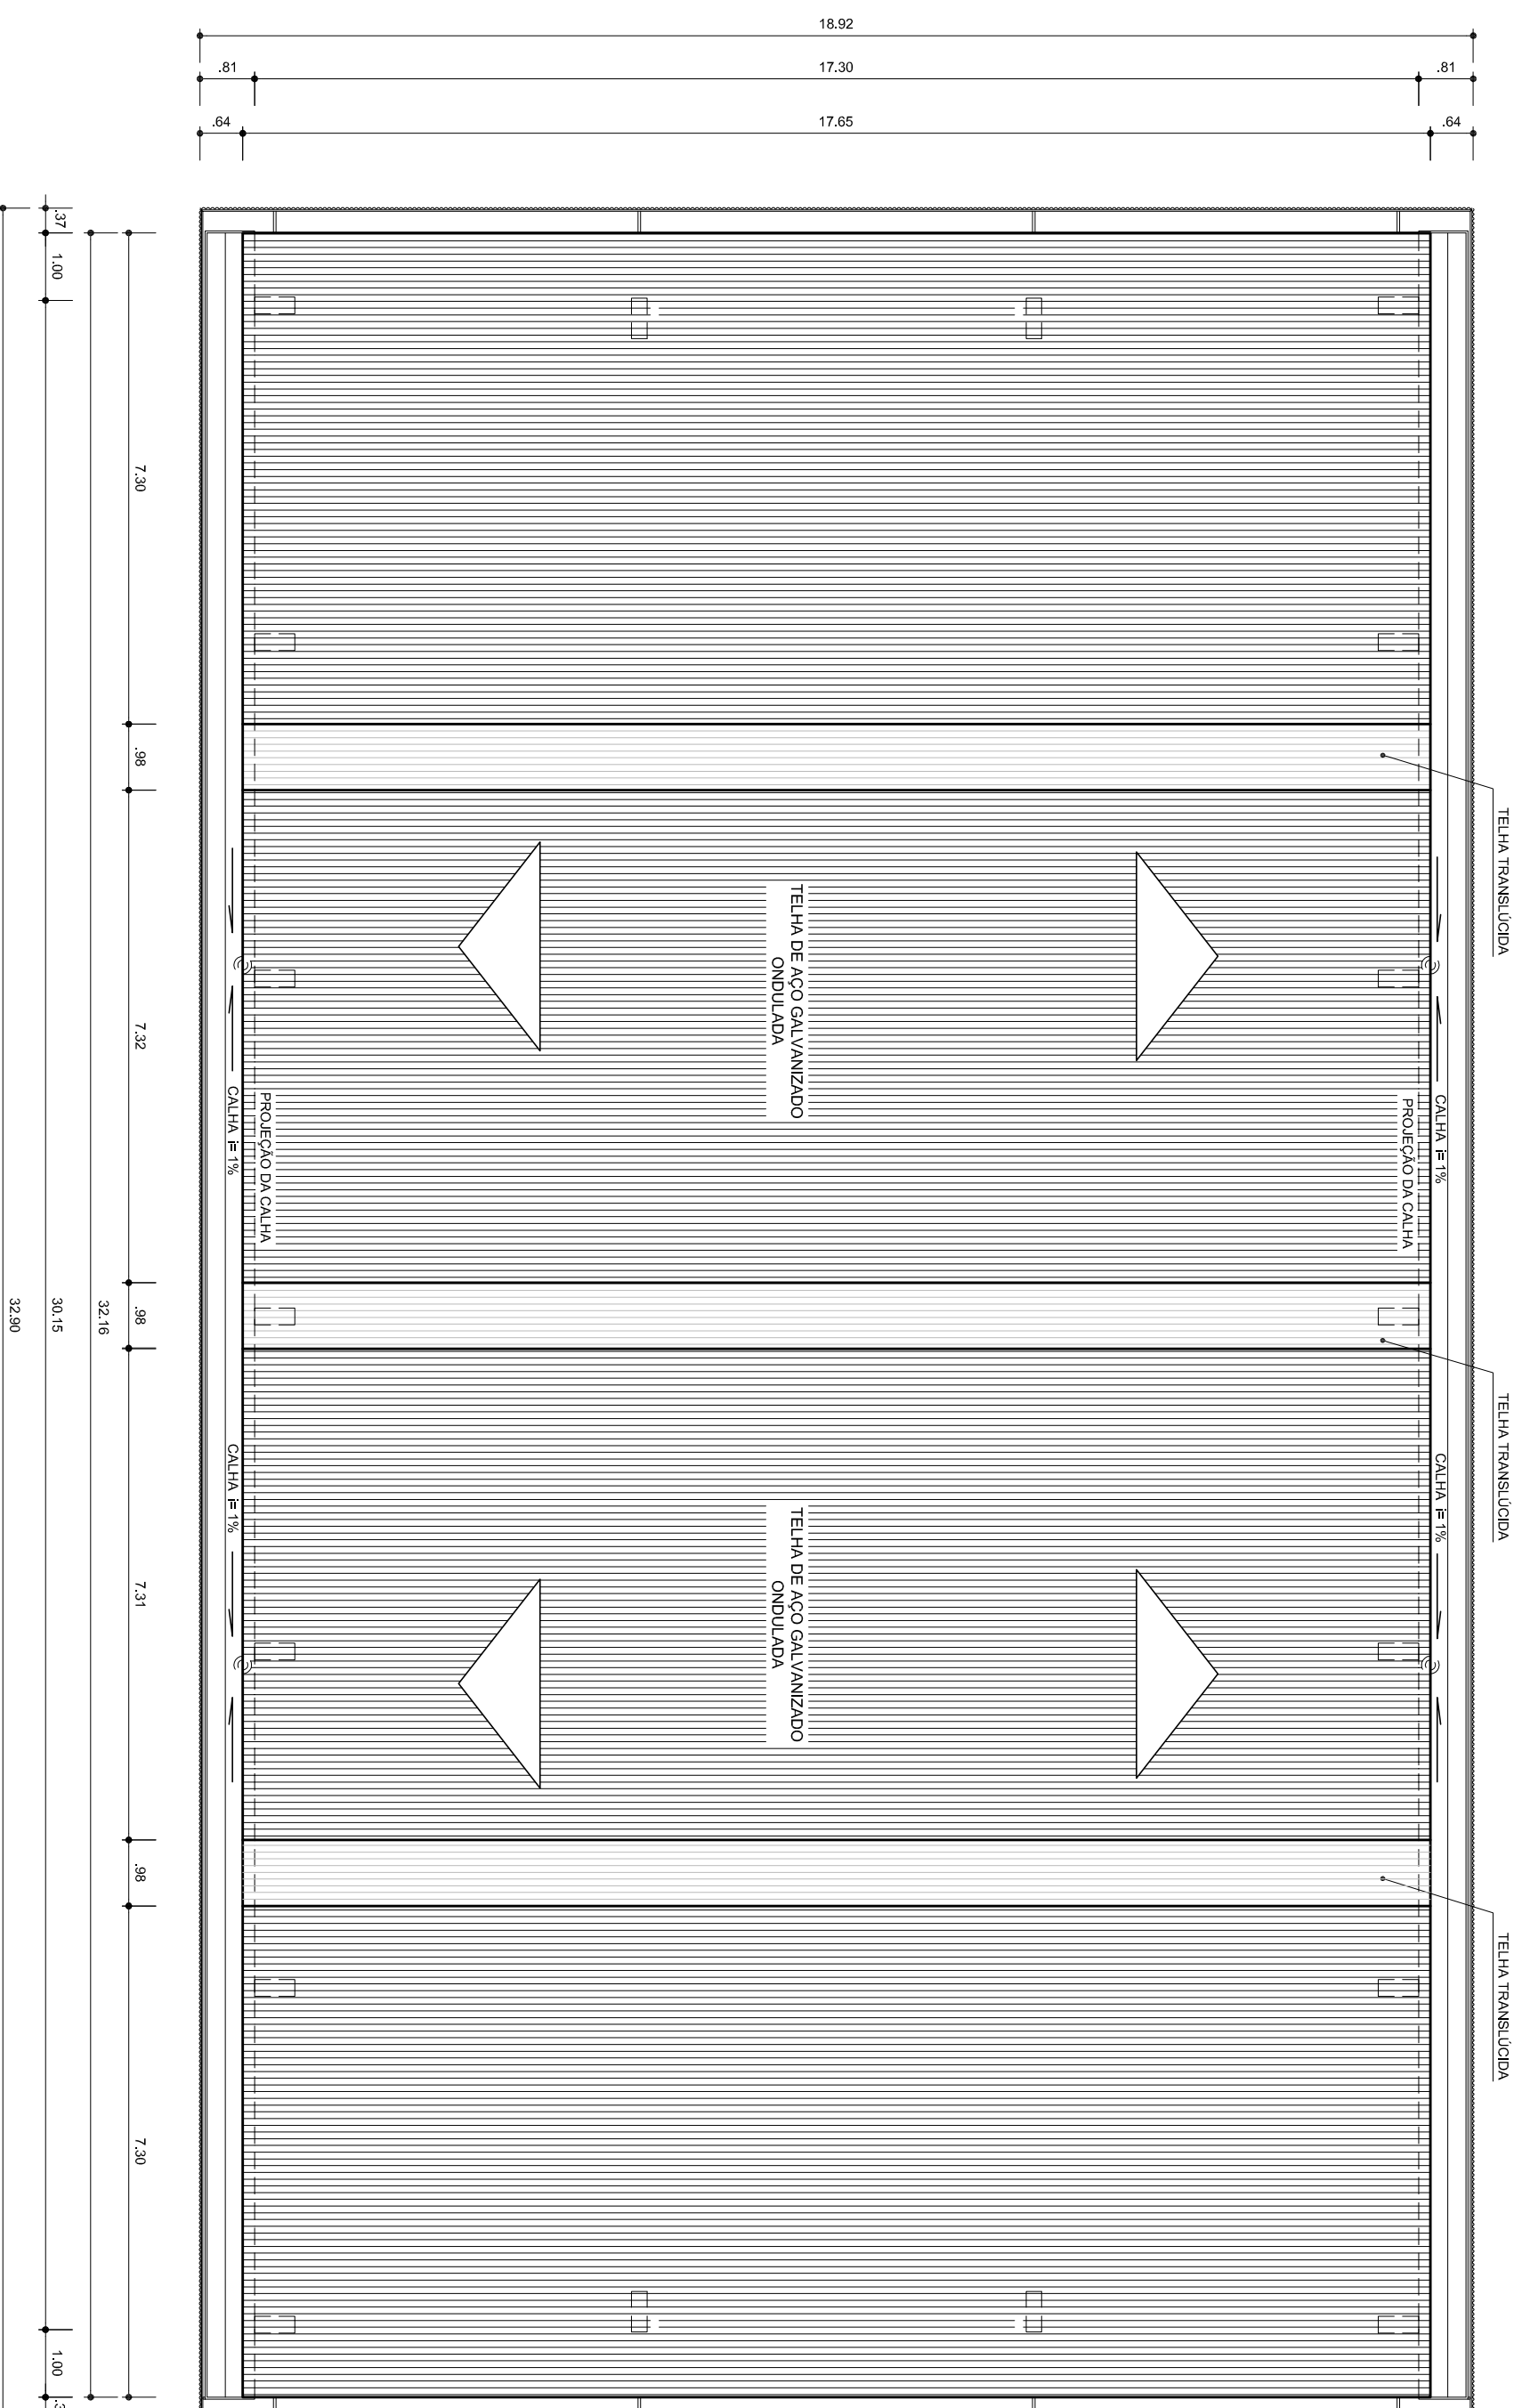 18.92
.81
17.30
.81
.64
17.65
.64
.37
1.00
7.30
.98
TELHA TRANSLÚCIDA
TELHA DE AÇO GALVANIZADO
ONDULADA
7.32
CALHA i= 1%
PROJEÇÃO DA CALHA
PROJEÇÃO DA CALHA
CALHA i= 1%
.98
32.90
30.15
32.16
TELHA TRANSLÚCIDA
CALHA i= 1%
CALHA i= 1%
TELHA DE AÇO GALVANIZADO
ONDULADA
7.31
.98
TELHA TRANSLÚCIDA
7.30
1.00